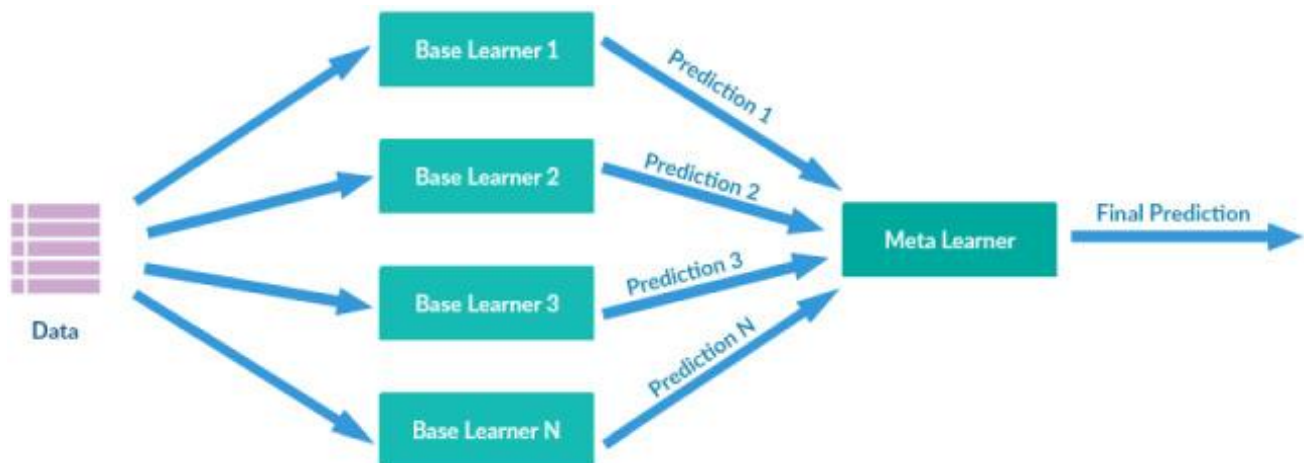 Base Learner 1
Prediction 1
Base Learner 2
Prediction 2
Meta Learner
Final Prediction
Data
Base Learner 3
Prediction 3
Base Learner N
Prediction N